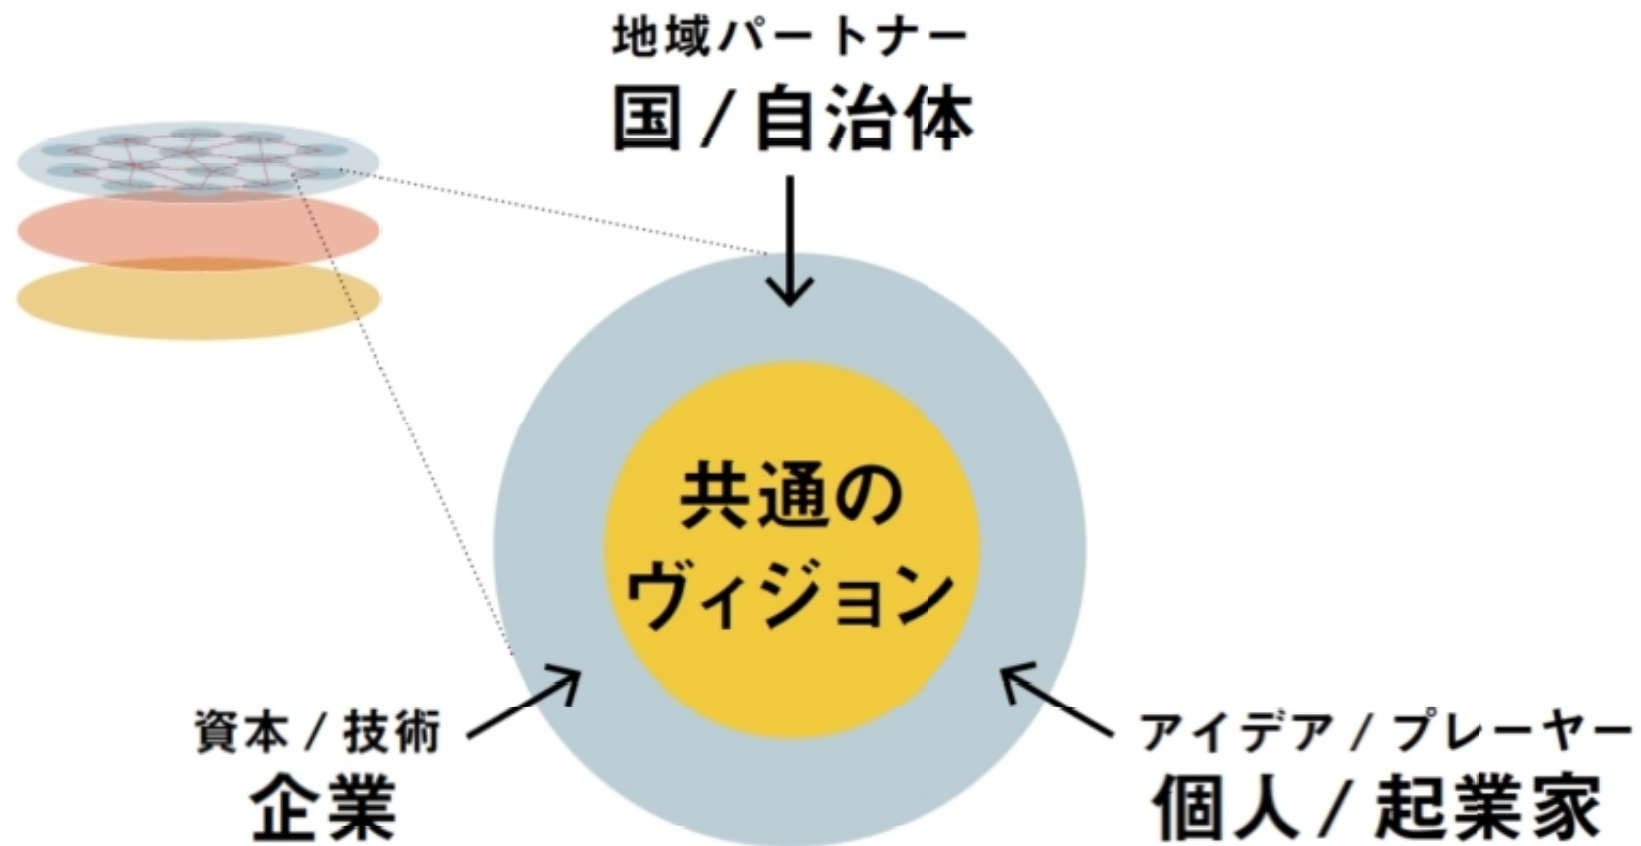 地域パートナー
国/自治体
共通の
ヴィジョン
資本/技術
企業
アイデア/プレーヤー
個人/起業家